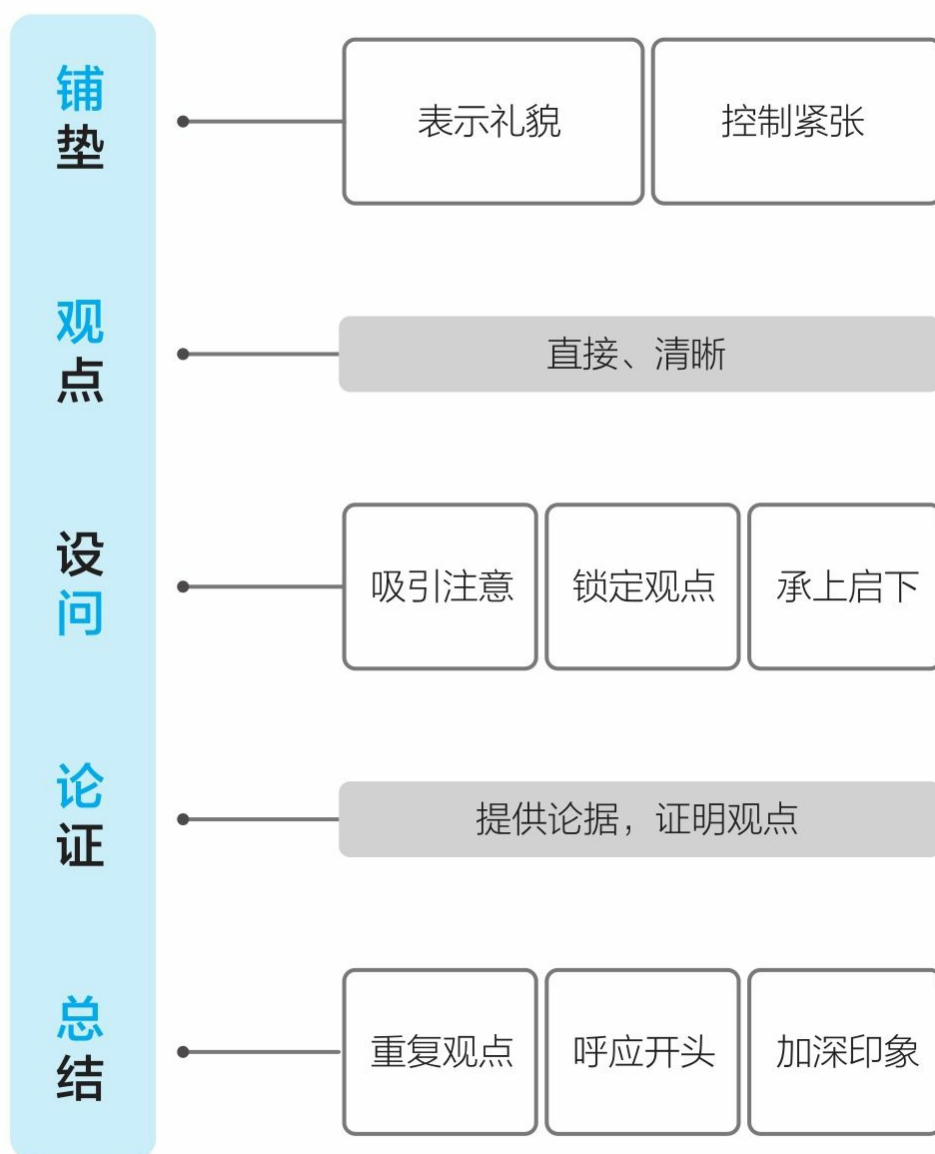 铺垫
表示礼貌
控制紧张
观点
直接、清晰
设问
吸引注意
锁定观点
承上启下
论证
提供论据，证明观点
总结
重复观点
呼应开头
加深印象